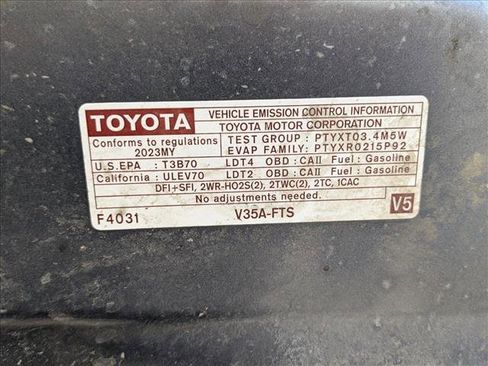 TOYOTA
VEHICLE EMISSION CONTROL INFORMATION
TOYOTA MOTOR CORPORATION
Conforms to regulations
2023MY
TEST GROUP : PTYXT03.4M5W
EVAP FAMILY: PTYXR0215P92
U.S.EPA : T3B70 LDT4 OBD : CAII Fuel : Gasoline
California : ULEV70 LDT2 OBD : CAII Fuel : Gasoline
DFI+SFI, 2WR-HO2S(2), 2TWC(2), 2TC, 1CAC
No adjustments needed.
F4031 V35A-FTS V5